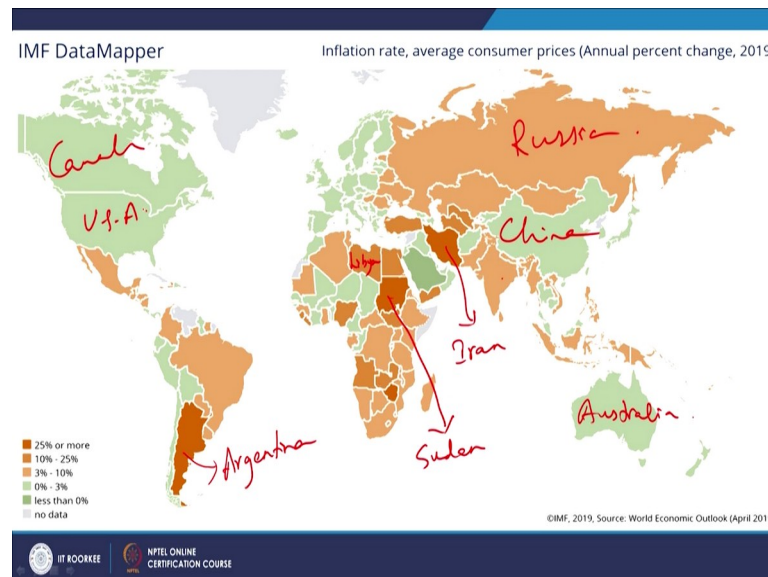 IMF DataMapper
Inflation rate, average consumer prices (Annual percent change, 2019
Canada
Russia.
U.S.A.
China
Libya
Iran
Australia
Argentina
Sudan
25% or more
10% - 25%
3% - 10%
0% - 3%
less than 0%
no data
©IMF, 2019, Source: World Economic Outlook (April 201
IIT ROORKEE
NPTEL ONLINE
CERTIFICATION COURSE